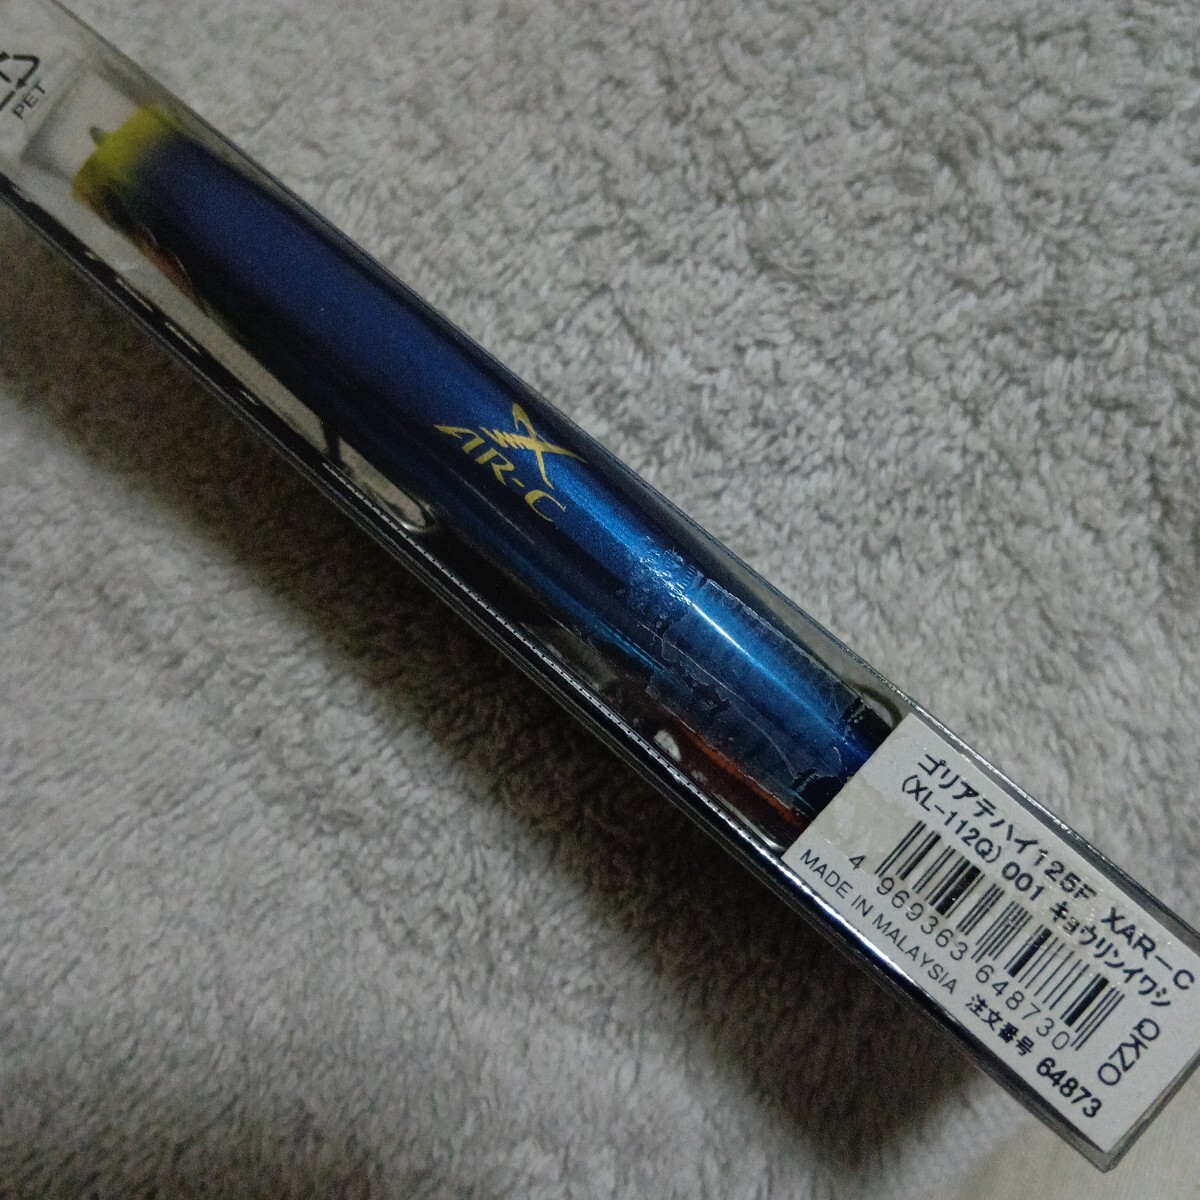 PET
X
AR-C
ゴリアテハイ125F XAR-C
(XL-112Q) 001 キョウリンイワシ
4 969363 648730
QKNO
MADE IN MALAYSIA 注文番号 64873